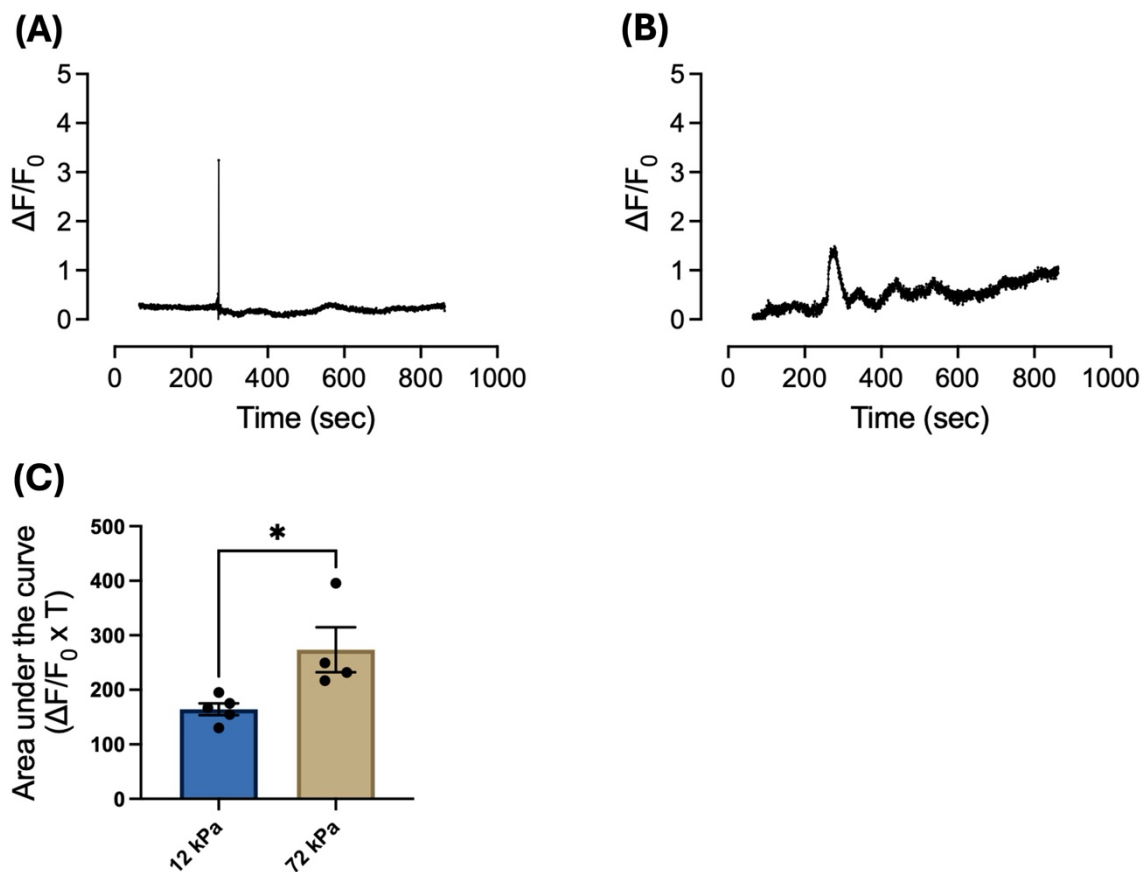 (A)
5
4
3
2
1
0
ΔF/F₀
0 200 400 600 800 1000
Time (sec)
(B)
5
4
3
2
1
0
ΔF/F₀
0 200 400 600 800 1000
Time (sec)
(C)
500
400
300
200
100
0
Area under the curve
(ΔF/F₀ x T)
*
12 kPa
72 kPa